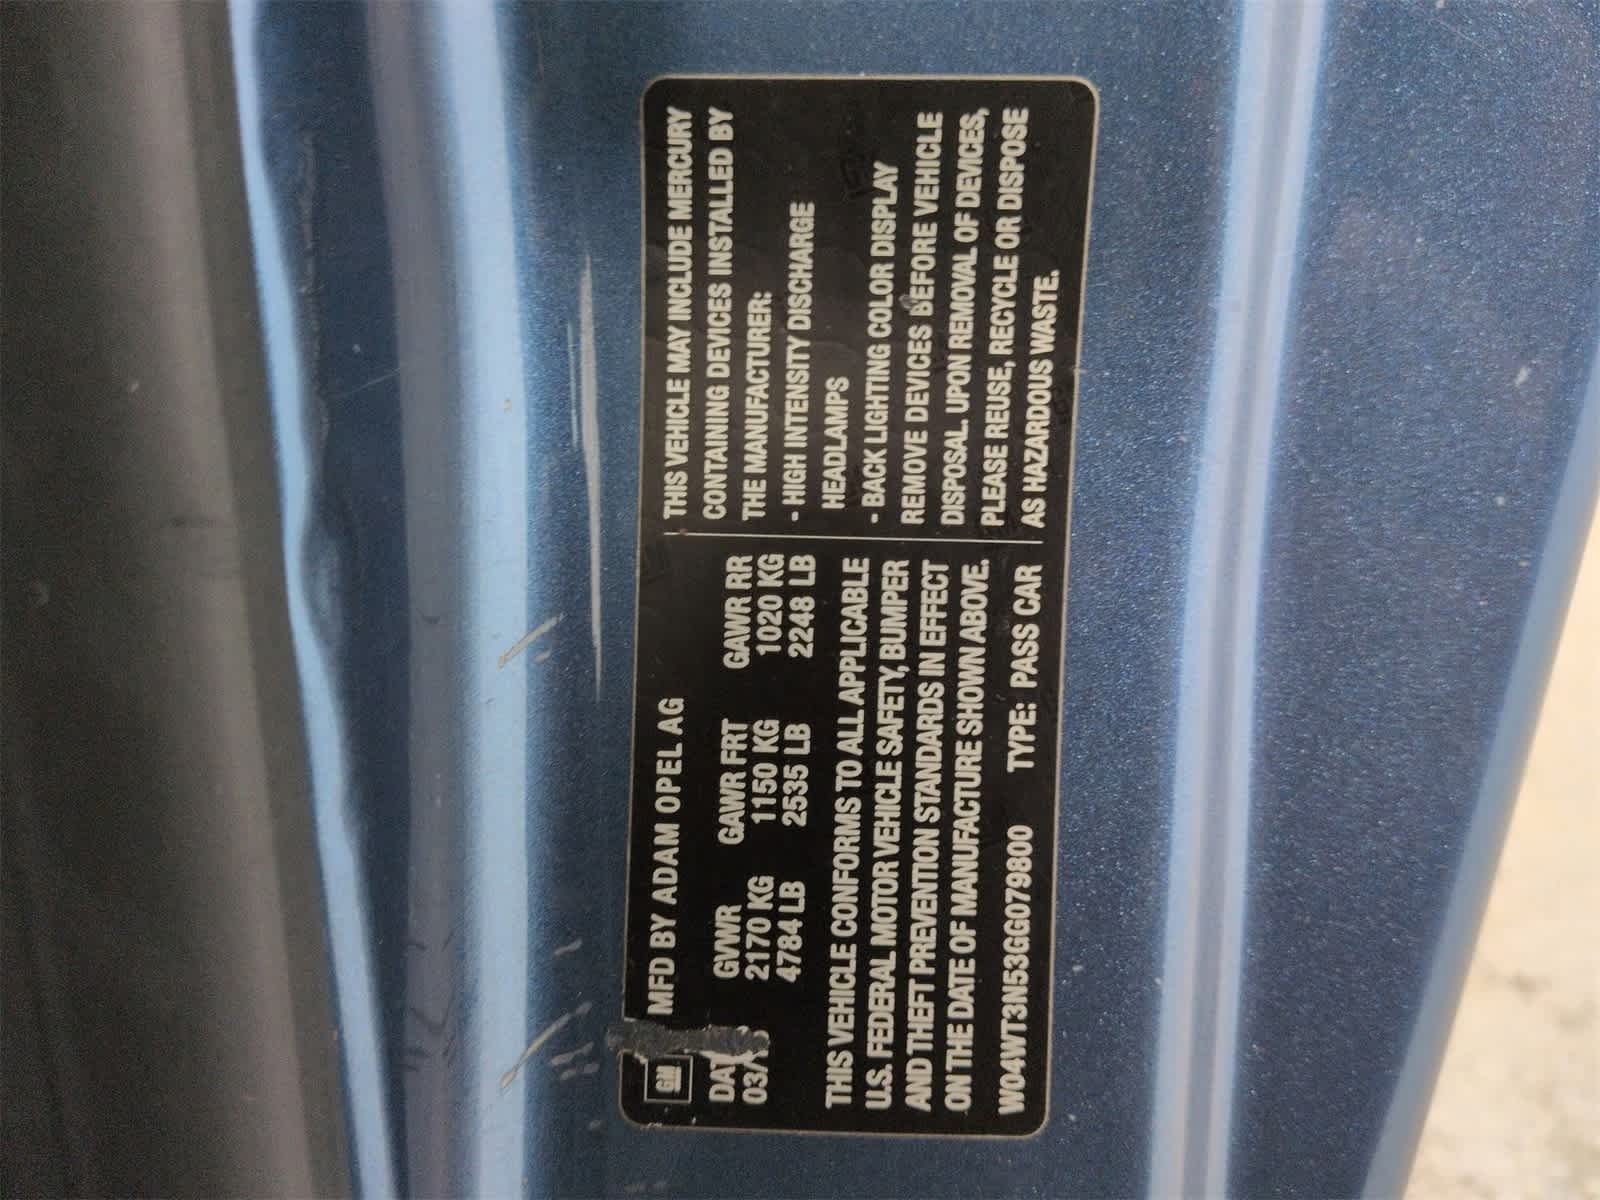 GM MFD BY ADAM OPEL AG
GVWR GAWR FRT GAWR RR
2170 KG 1150 KG 1020 KG
4784 LB 2535 LB 2248 LB
THIS VEHICLE CONFORMS TO ALL APPLICABLE
U.S. FEDERAL MOTOR VEHICLE SAFETY, BUMPER
AND THEFT PREVENTION STANDARDS IN EFFECT
ON THE DATE OF MANUFACTURE SHOWN ABOVE.
W04WT3N53GG079800 TYPE: PASS CAR
THIS VEHICLE MAY INCLUDE MERCURY
CONTAINING DEVICES INSTALLED BY
THE MANUFACTURER:
- HIGH INTENSITY DISCHARGE
HEADLAMPS
- BACK LIGHTING COLOR DISPLAY
REMOVE DEVICES BEFORE VEHICLE
DISPOSAL. UPON REMOVAL OF DEVICES,
PLEASE REUSE, RECYCLE OR DISPOSE
AS HAZARDOUS WASTE.